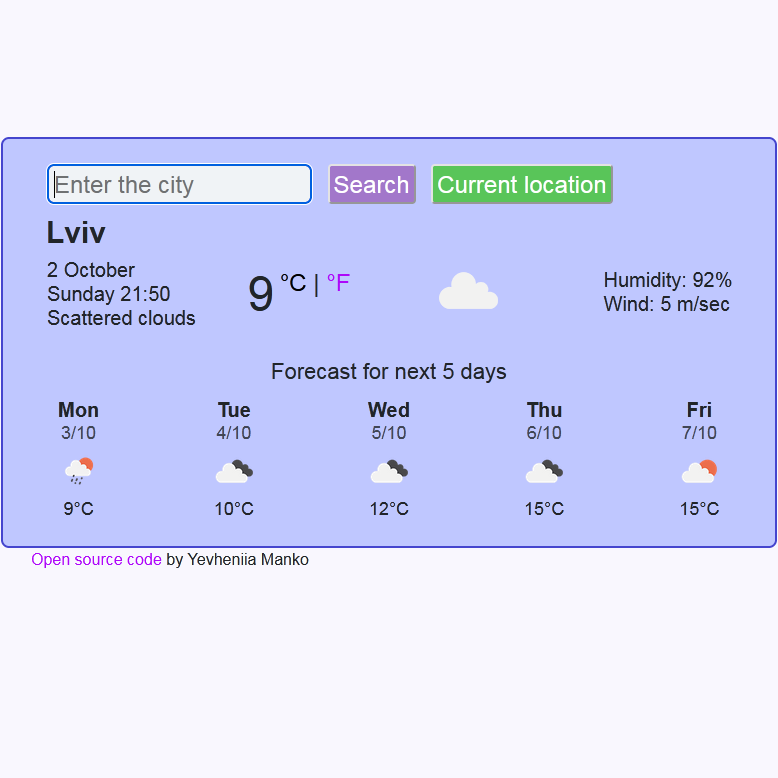 Enter the city Search Current location
Lviv
2 October
Sunday 21:50
Scattered clouds
9 °C | °F
Humidity: 92%
Wind: 5 m/sec
Forecast for next 5 days
Mon Tue Wed Thu Fri
3/10 4/10 5/10 6/10 7/10
9°C 10°C 12°C 15°C 15°C
Open source code by Yevheniia Manko